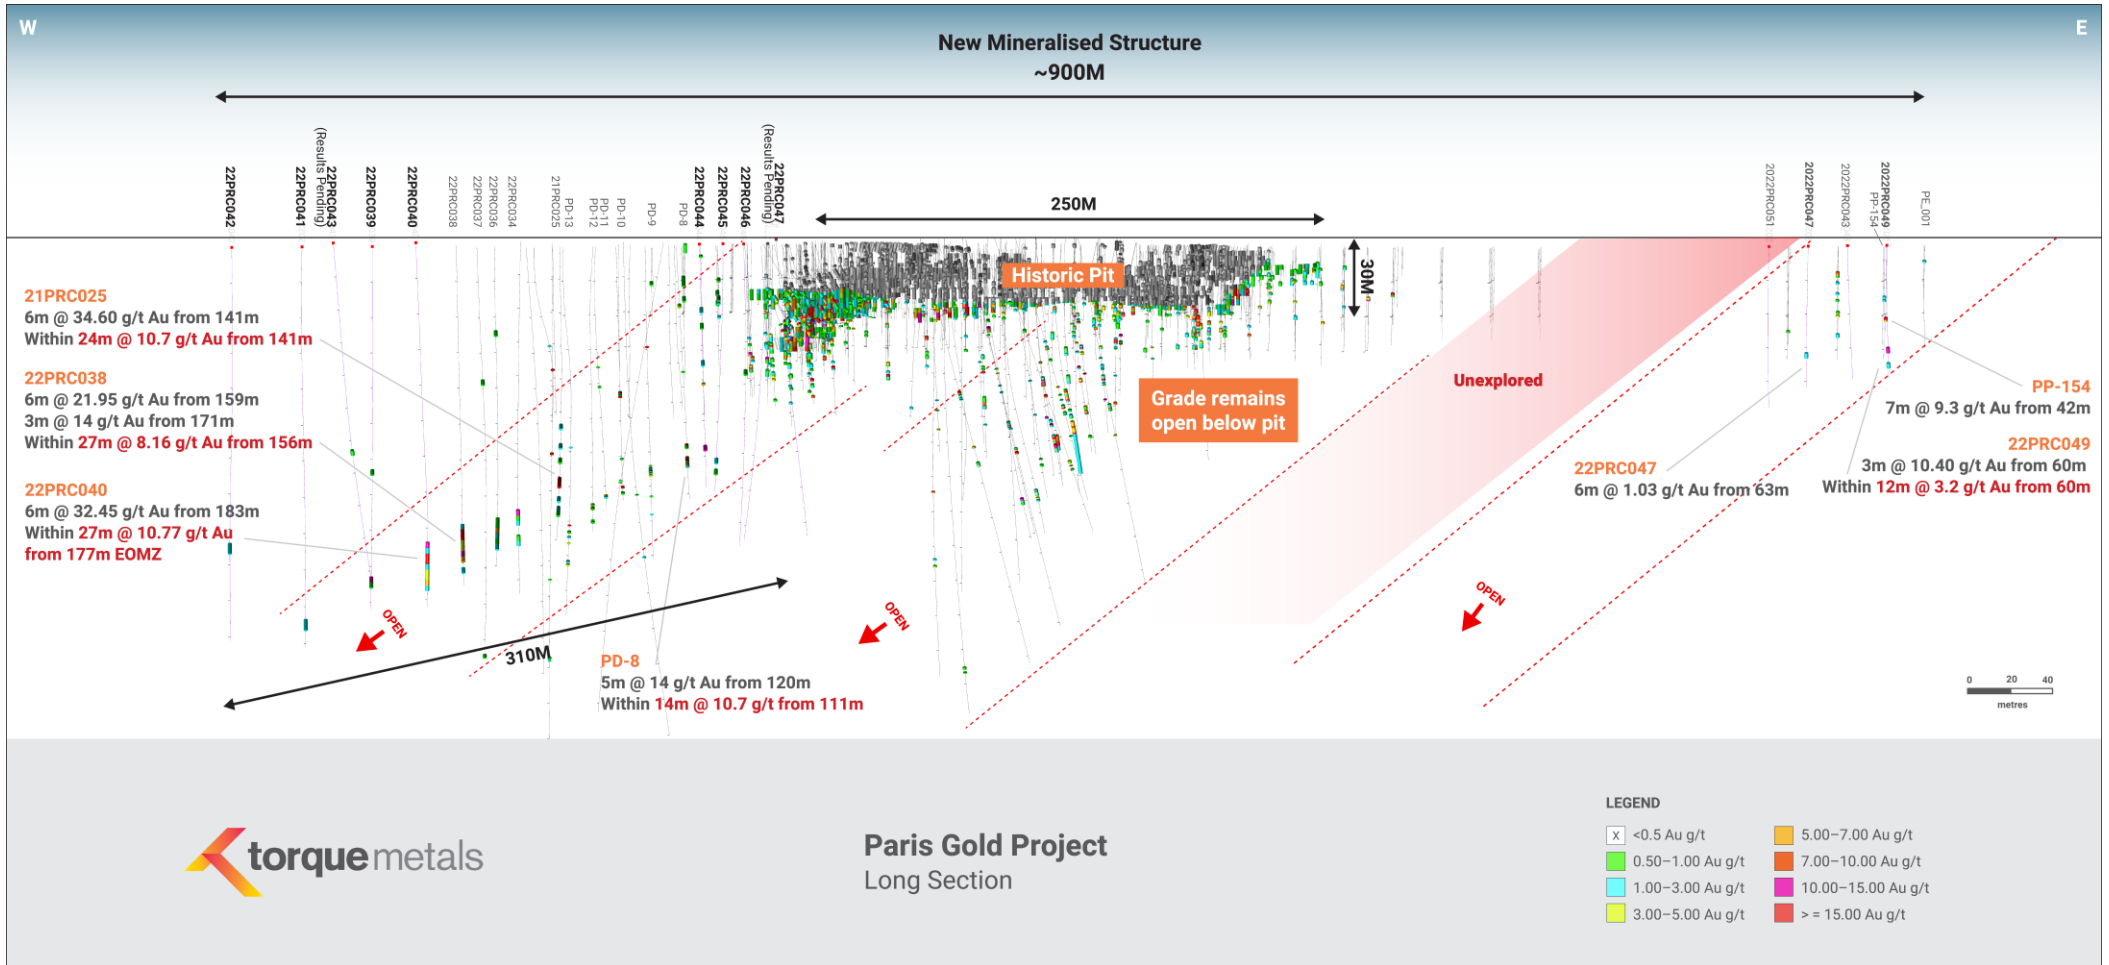 W
E
New Mineralised Structure
~900M
22PRC042
22PRC041
(Results Pending)
22PRC043
22PRC039
22PRC040
22PRC038
22PRC037
22PRC036
22PRC034
21PRC025
PD-13
PD-12
PD-11
PD-10
PD-9
PD-8
22PRC044
22PRC045
22PRC046
(Results Pending)
22PRC047
250M
2022PRC051
2022PRC047
2022PRC043
PP-154
2022PRC049
PE_001
Historic Pit
30M
21PRC025
6m @ 34.60 g/t Au from 141m
Within 24m @ 10.7 g/t Au from 141m
22PRC038
6m @ 21.95 g/t Au from 159m
3m @ 14 g/t Au from 171m
Within 27m @ 8.16 g/t Au from 156m
22PRC040
6m @ 32.45 g/t Au from 183m
Within 27m @ 10.77 g/t Au
from 177m EOMZ
Grade remains
open below pit
Unexplored
PP-154
7m @ 9.3 g/t Au from 42m
22PRC049
3m @ 10.40 g/t Au from 60m
Within 12m @ 3.2 g/t Au from 60m
22PRC047
6m @ 1.03 g/t Au from 63m
OPEN
OPEN
OPEN
310M
PD-8
5m @ 14 g/t Au from 120m
Within 14m @ 10.7 g/t from 111m
0 20 40
metres
torquemetals
Paris Gold Project
Long Section
LEGEND
X <0.5 Au g/t
0.50–1.00 Au g/t
1.00–3.00 Au g/t
3.00–5.00 Au g/t
5.00–7.00 Au g/t
7.00–10.00 Au g/t
10.00–15.00 Au g/t
> = 15.00 Au g/t